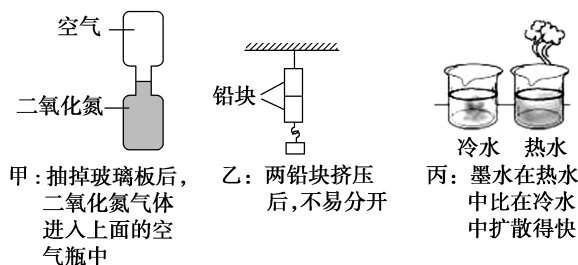 空气
二氧化氮
甲:抽掉玻璃板后,
二氧化氮气体
进入上面的空
气瓶中
铅块
乙:两铅块挤压
后,不易分开
冷水 热水
丙:墨水在热水
中比在冷水
中扩散得快